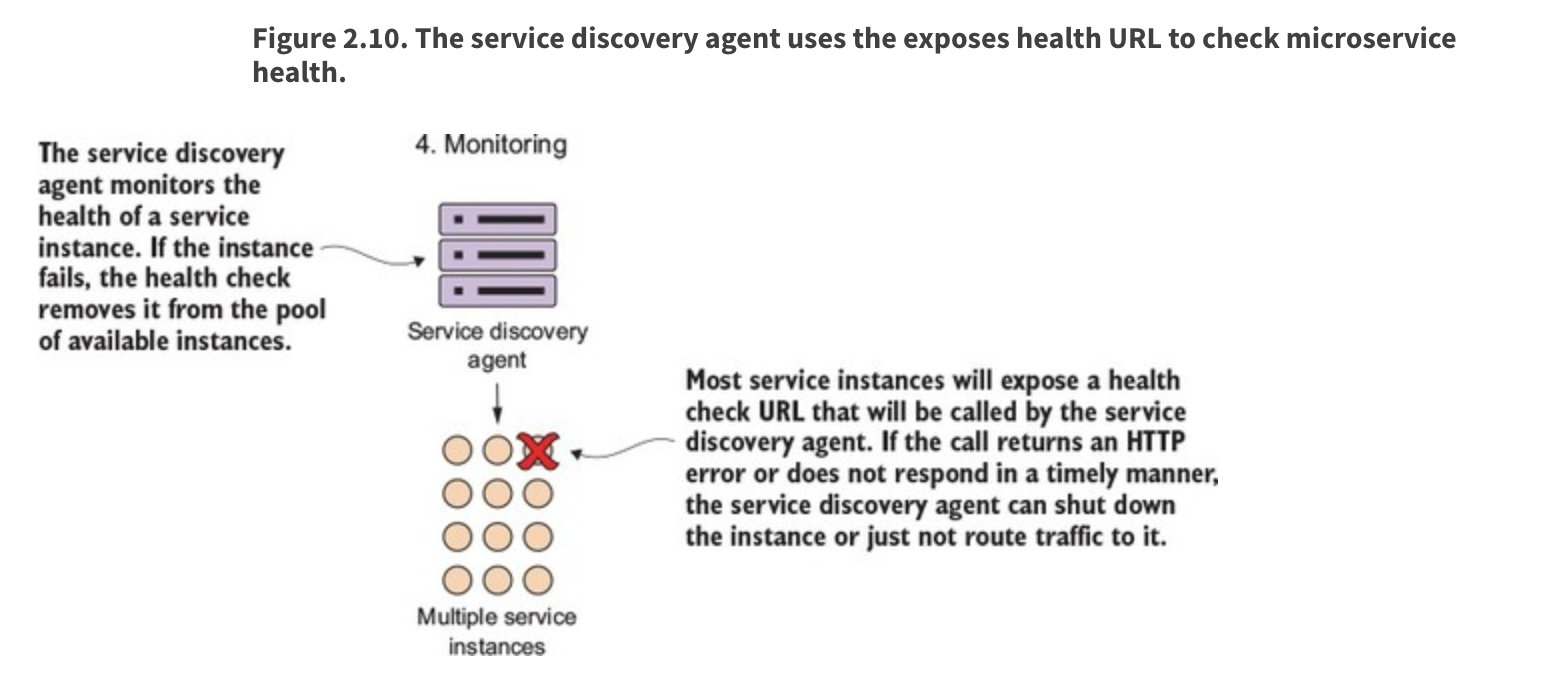 Figure 2.10. The service discovery agent uses the exposes health URL to check microservice
health.
The service discovery
agent monitors the
health of a service
instance. If the instance
fails, the health check
removes it from the pool
of available instances.
4. Monitoring
Service discovery
agent
Most service instances will expose a health
check URL that will be called by the service
discovery agent. If the call returns an HTTP
error or does not respond in a timely manner,
the service discovery agent can shut down
the instance or just not route traffic to it.
Multiple service
instances